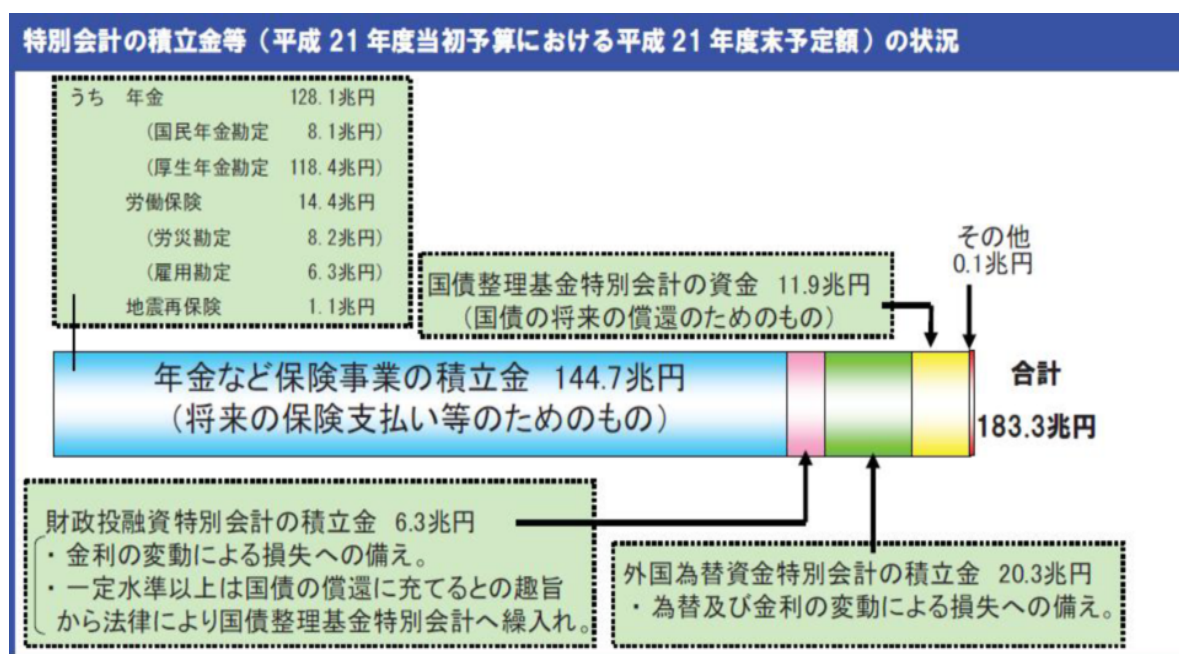 特別会計の積立金等（平成 21 年度当初予算における平成 21 年度末予定額）の状況
うち 年金 128.1兆円
（国民年金勘定 8.1兆円）
（厚生年金勘定 118.4兆円）
労働保険 14.4兆円
（労災勘定 8.2兆円）
（雇用勘定 6.3兆円）
地震再保険 1.1兆円
国債整理基金特別会計の資金 11.9兆円
（国債の将来の償還のためのもの）
その他
0.1兆円
年金など保険事業の積立金 144.7兆円
（将来の保険支払い等のためのもの）
合計
183.3兆円
財政投融資特別会計の積立金 6.3兆円
・金利の変動による損失への備え。
・一定水準以上は国債の償還に充てるとの趣旨
から法律により国債整理基金特別会計へ繰入れ。
外国為替資金特別会計の積立金 20.3兆円
・為替及び金利の変動による損失への備え。